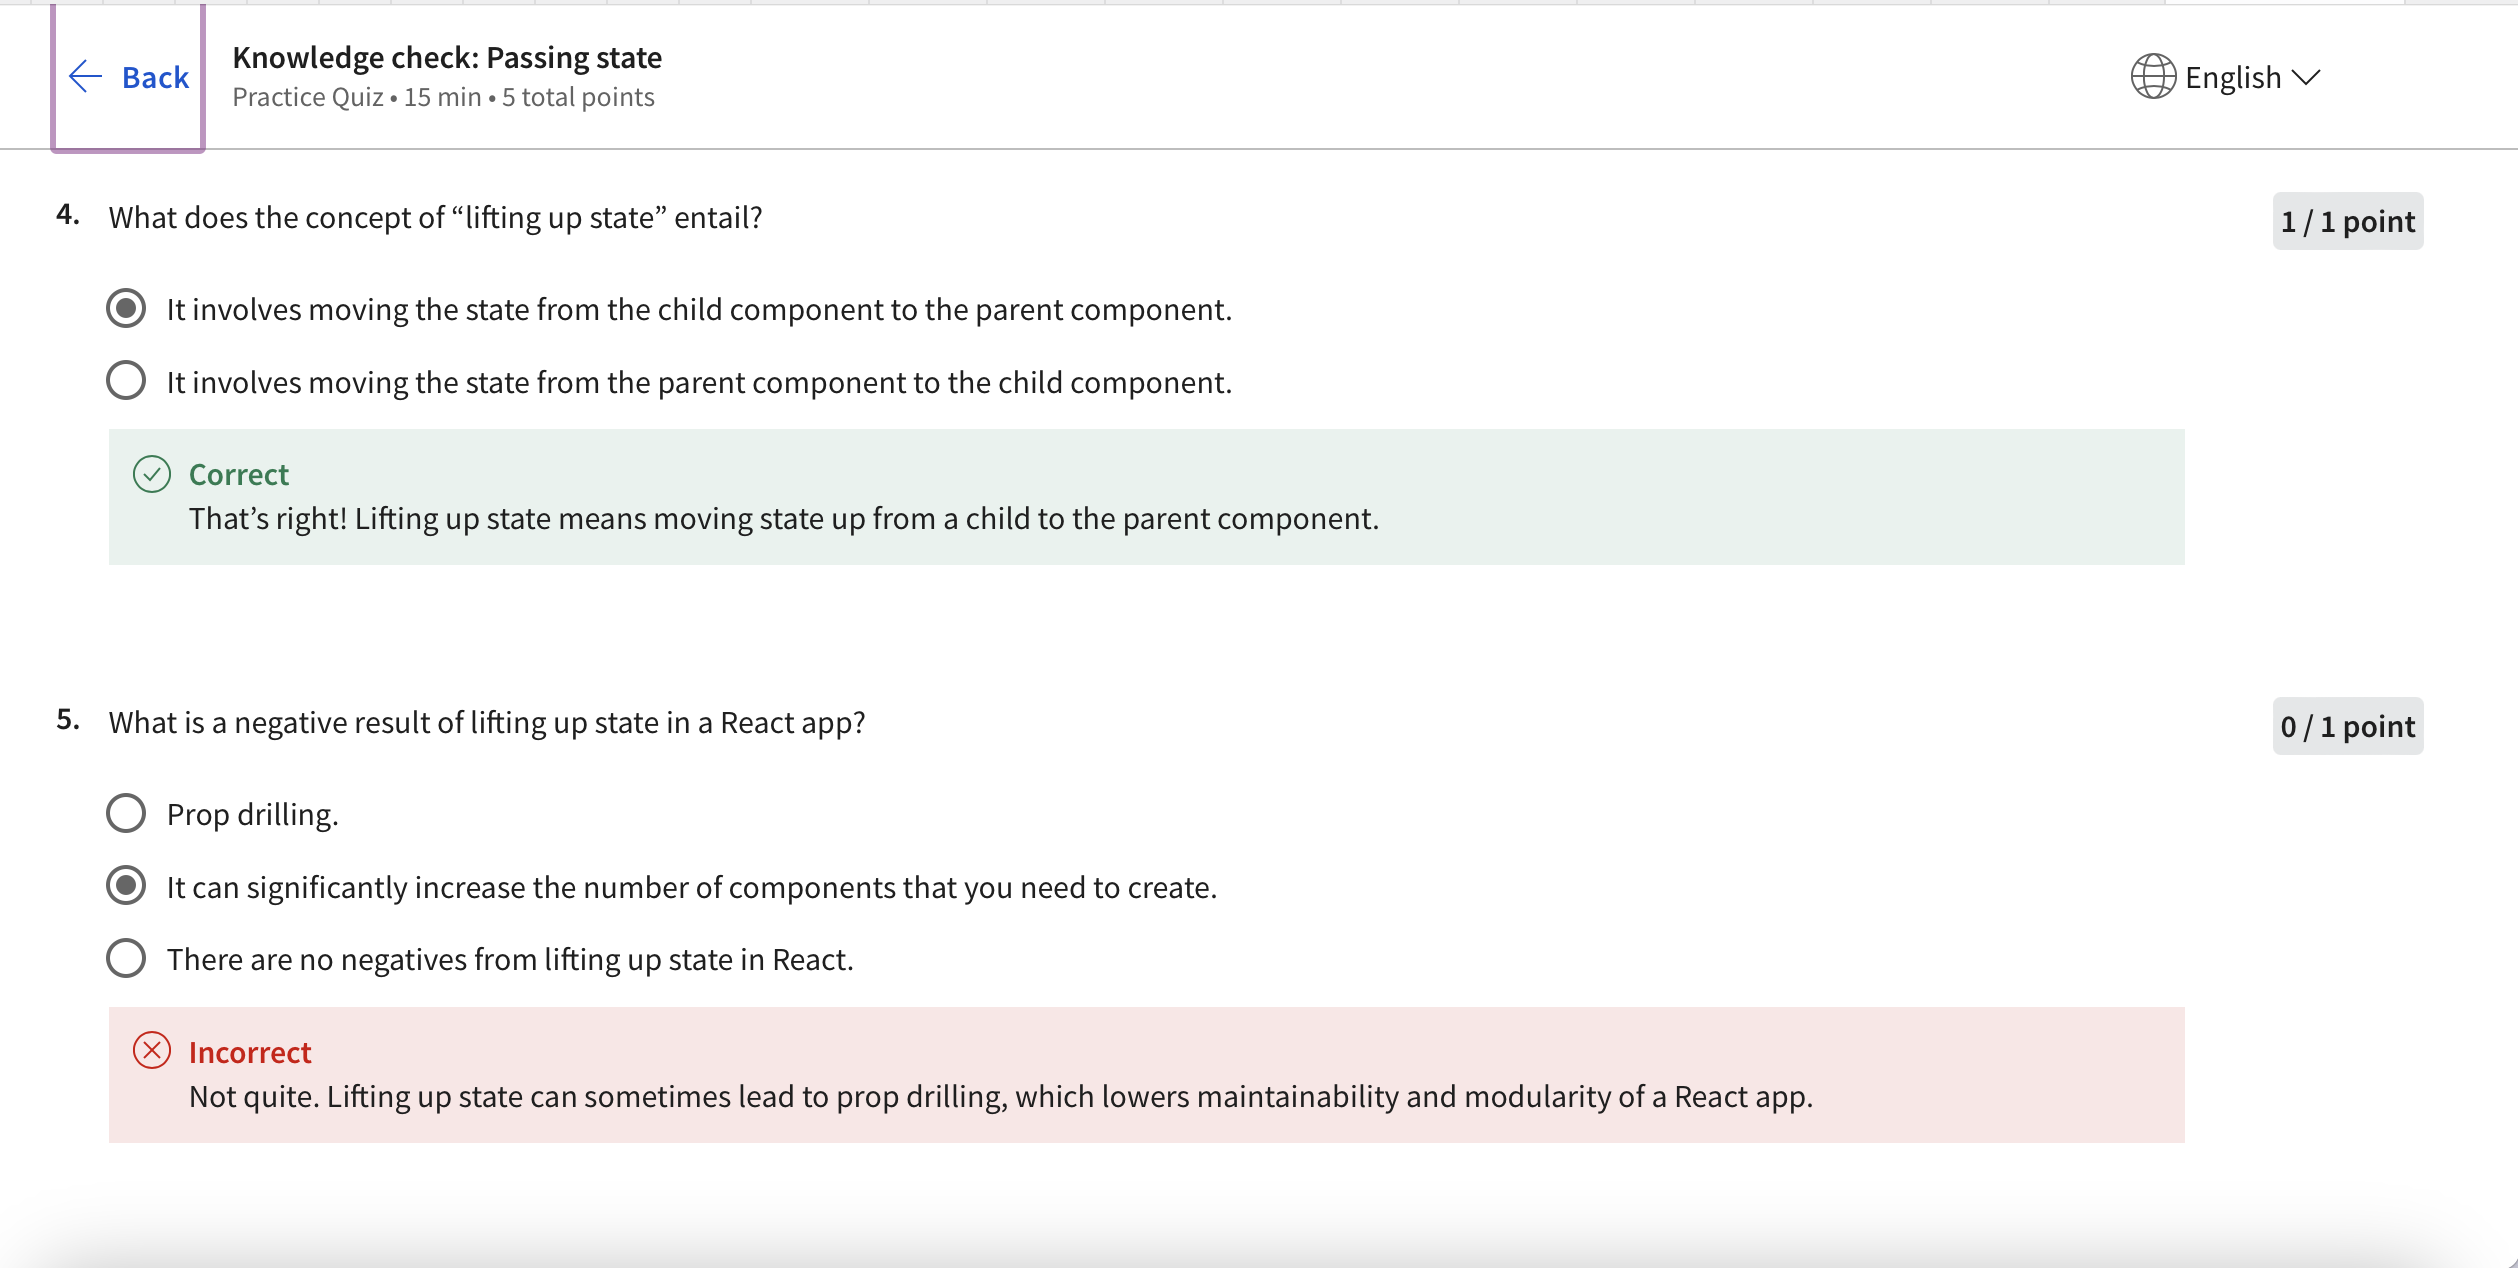 Back
Knowledge check: Passing state
Practice Quiz • 15 min • 5 total points
English
4. What does the concept of “lifting up state” entail?
1 / 1 point
It involves moving the state from the child component to the parent component.
It involves moving the state from the parent component to the child component.
Correct
That’s right! Lifting up state means moving state up from a child to the parent component.
5. What is a negative result of lifting up state in a React app?
0 / 1 point
Prop drilling.
It can significantly increase the number of components that you need to create.
There are no negatives from lifting up state in React.
Incorrect
Not quite. Lifting up state can sometimes lead to prop drilling, which lowers maintainability and modularity of a React app.